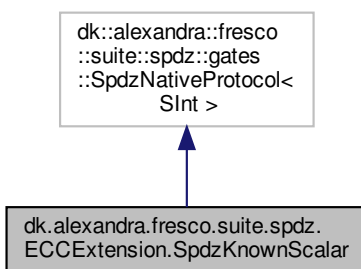 dk::alexandra::fresco
::suite::spdz::gates
::SpdzNativeProtocol<
SInt >
dk.alexandra.fresco.suite.spdz.
ECCExtension.SpdzKnownScalar